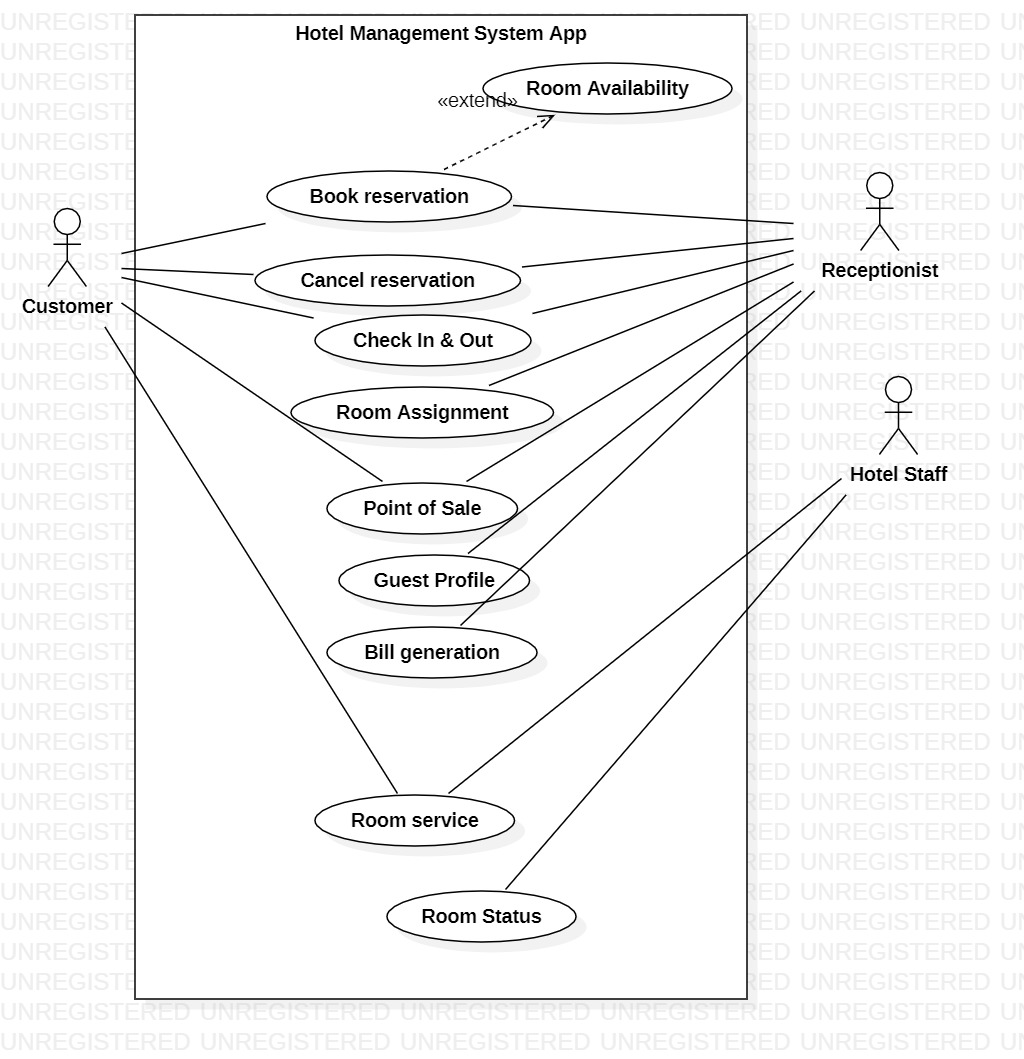 Hotel Management System App
Room Availability
«extend»
Book reservation
Customer
Receptionist
Cancel reservation
Check In & Out
Room Assignment
Hotel Staff
Point of Sale
Guest Profile
Bill generation
Room service
Room Status
UNREGISTERED UNREGISTERED UNREGISTERED UNREGISTERED UNREGISTERED UN